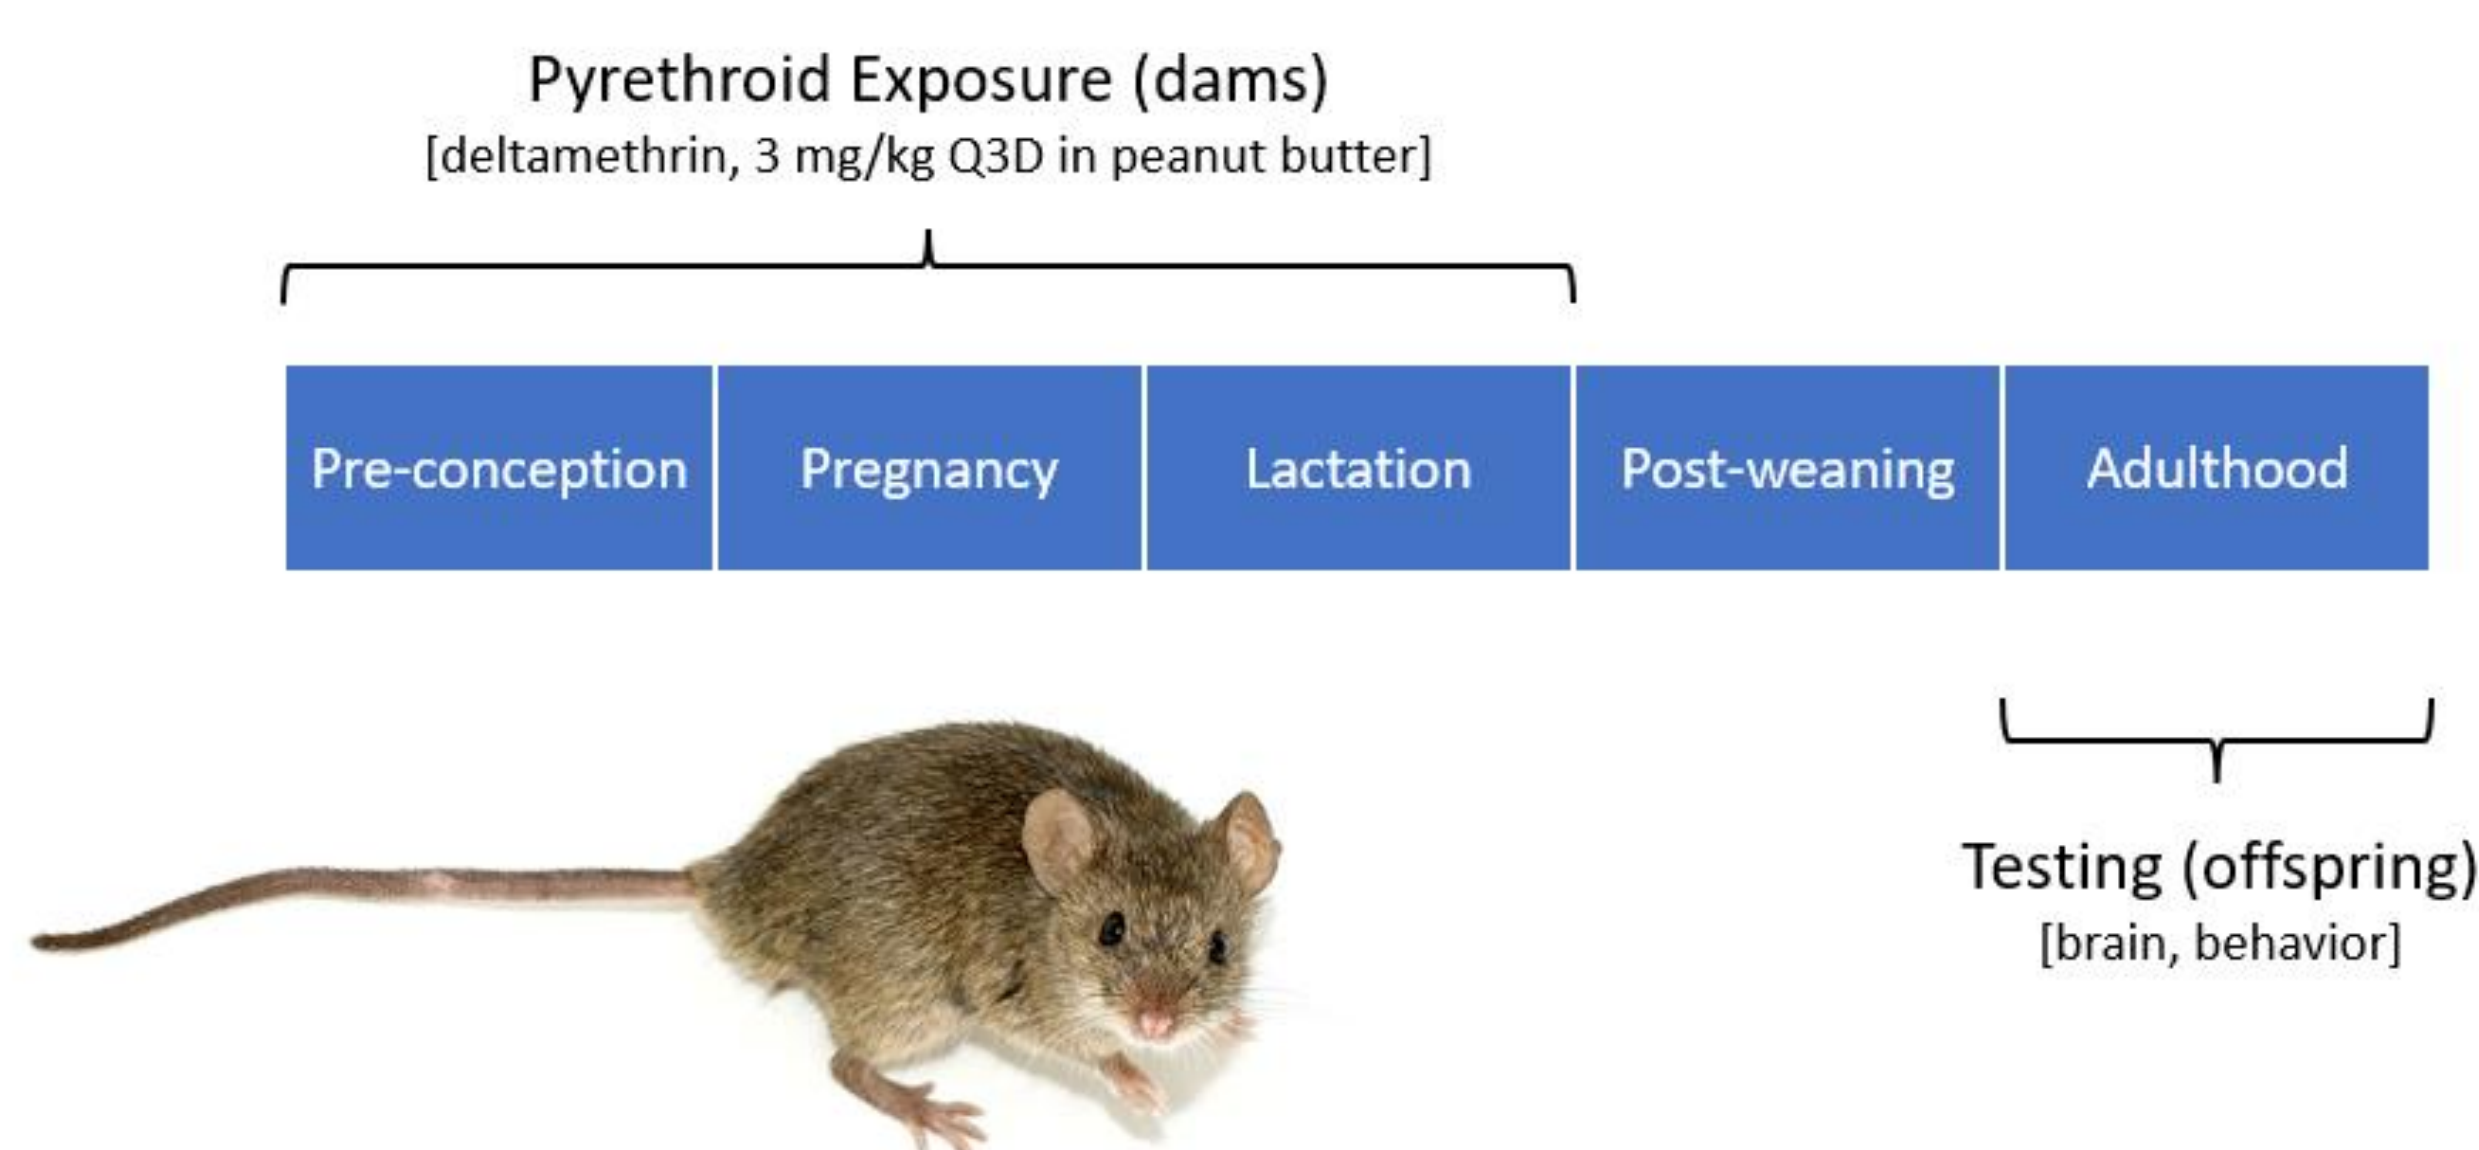 Pyrethroid Exposure (dams)
[deltamethrin, 3 mg/kg Q3D in peanut butter]
Pre-conception
Pregnancy
Lactation
Post-weaning
Adulthood
Testing (offspring)
[brain, behavior]